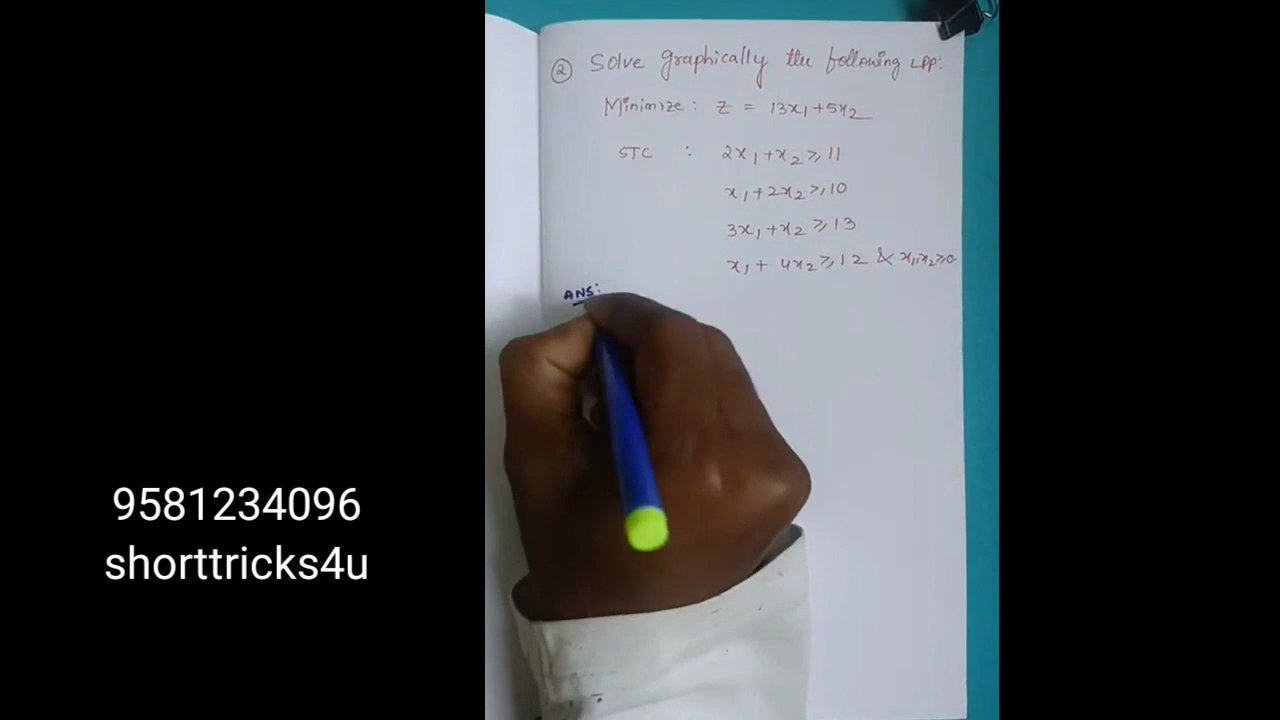 ② Solve graphically the following LPP:
Minimize: Z = 13x₁+5x₂
STC : 2x₁+x₂ ⩾ 11
x₁+2x₂ ⩾ 10
3x₁+x₂ ⩾ 13
x₁+ 4x₂ ⩾ 12 & x₁,x₂ ⩾ 0.
ANS:
9581234096
shorttricks4u